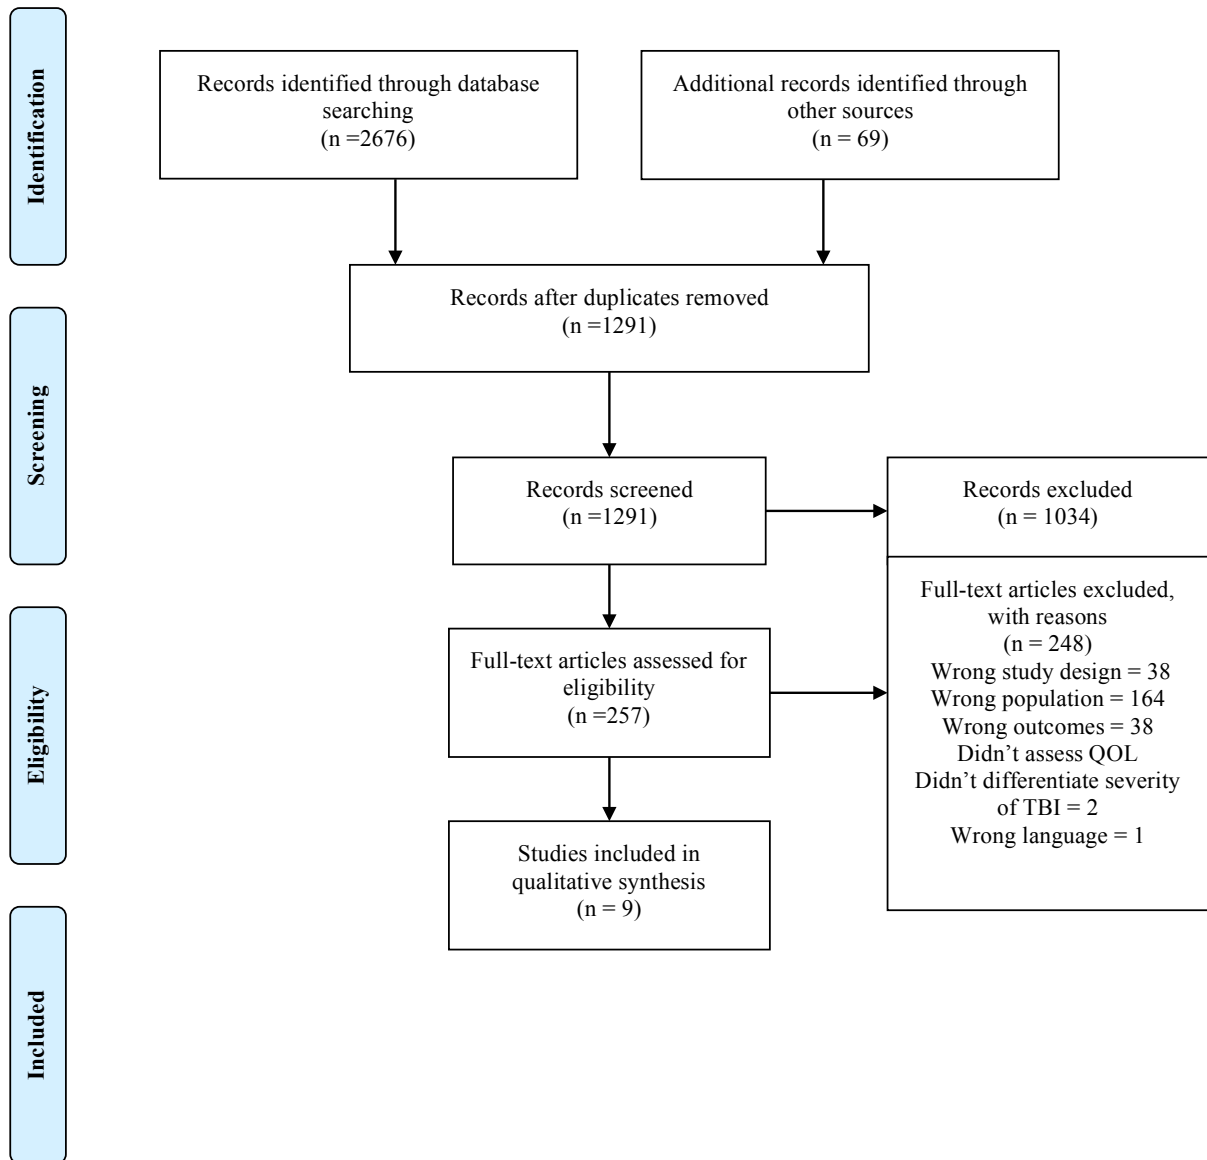 Identification
Records identified through database
searching
(n =2676)
Additional records identified through
other sources
(n = 69)
Records after duplicates removed
(n =1291)
Screening
Records screened
(n =1291)
Records excluded
(n = 1034)
Eligibility
Full-text articles assessed for
eligibility
(n =257)
Full-text articles excluded,
with reasons
(n = 248)
Wrong study design = 38
Wrong population = 164
Wrong outcomes = 38
Didn’t assess QOL
Didn’t differentiate severity
of TBI = 2
Wrong language = 1
Studies included in
qualitative synthesis
(n = 9)
Included